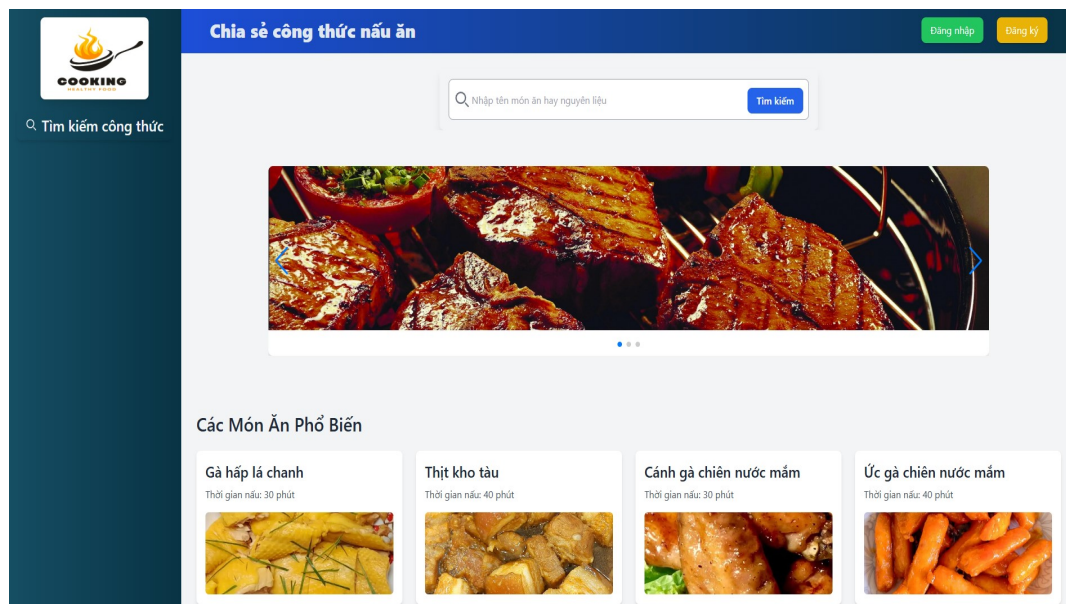 COOKING
HEALTHY FOOD
Tìm kiếm công thức
Chia sẻ công thức nấu ăn
Đăng nhập
Đăng ký
Nhập tên món ăn hay nguyên liệu
Tìm kiếm
Các Món Ăn Phổ Biến
Gà hấp lá chanh
Thời gian nấu: 30 phút
Thịt kho tàu
Thời gian nấu: 40 phút
Cánh gà chiên nước mắm
Thời gian nấu: 30 phút
Ức gà chiên nước mắm
Thời gian nấu: 40 phút